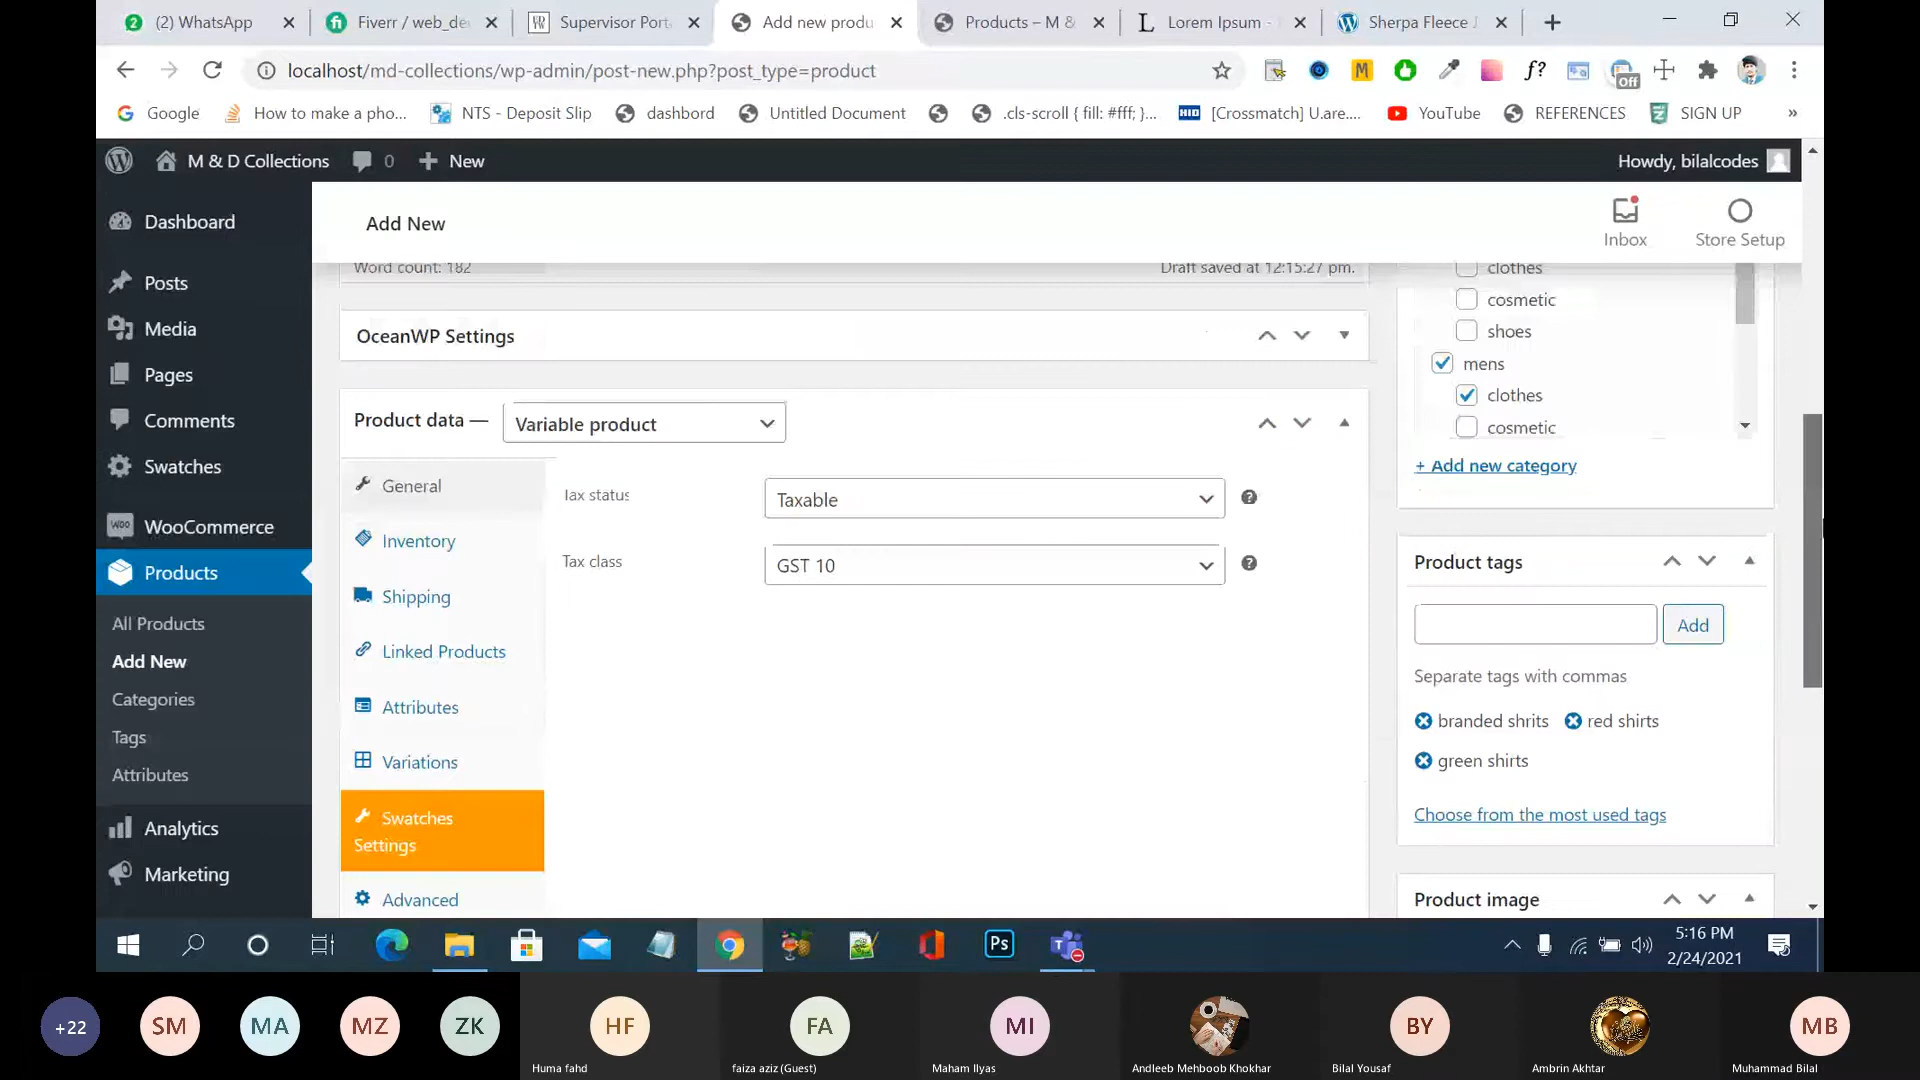 (2) WhatsApp
Fiverr / web_de
Supervisor Port
Add new produ
Products – M &
Lorem Ipsum -
Sherpa Fleece J
localhost/md-collections/wp-admin/post-new.php?post_type=product
M
f?
Off
Google
How to make a pho...
NTS - Deposit Slip
dashbord
Untitled Document
.cls-scroll { fill: #fff; }...
HID
[Crossmatch] U.are....
YouTube
REFERENCES
SIGN UP
»
M & D Collections
0
New
Howdy, bilalcodes
Dashboard
Posts
Media
Pages
Comments
Swatches
WooCommerce
Products
All Products
Add New
Categories
Tags
Attributes
Analytics
Marketing
Add New
Inbox
Store Setup
Word count: 182
Draft saved at 12:15:27 pm.
OceanWP Settings
Product data —
Variable product
General
Inventory
Shipping
Linked Products
Attributes
Variations
Swatches
Settings
Advanced
Tax status
Taxable
Tax class
GST 10
clothes
cosmetic
shoes
mens
clothes
cosmetic
+ Add new category
Product tags
Add
Separate tags with commas
branded shrits
red shirts
green shirts
Choose from the most used tags
Product image
Ps
5:16 PM
2/24/2021
+22
SM
MA
MZ
ZK
HF
Huma fahd
FA
faiza aziz (Guest)
MI
Maham Ilyas
Andleeb Mehboob Khokhar
BY
Bilal Yousaf
Ambrin Akhtar
MB
Muhammad Bilal